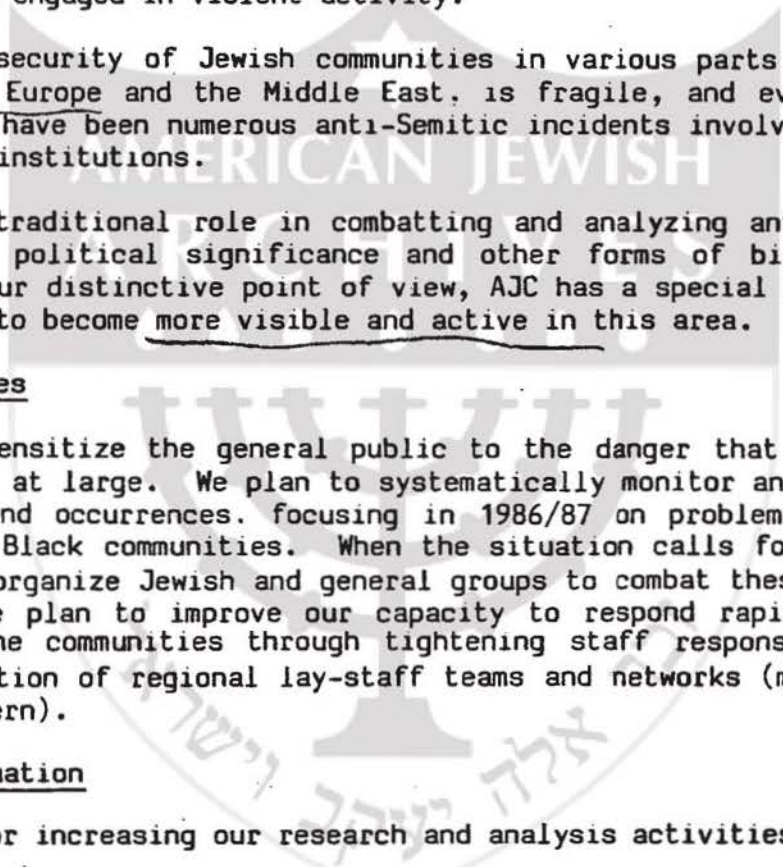 engaged in violent activity.
security of Jewish communities in various parts
Europe and the Middle East. is fragile, and ev
have been numerous anti-Semitic incidents involv
institutions.
AMERICAN JEWISH
ARCHIVES
traditional role in combatting and analyzing an
political significance and other forms of bi
ur distinctive point of view, AJC has a special
to become more visible and active in this area.
es
ensitize the general public to the danger that
at large. We plan to systematically monitor an
nd occurrences. focusing in 1986/87 on problem
Black communities. When the situation calls fo
organize Jewish and general groups to combat thes
e plan to improve our capacity to respond rapi
he communities through tightening staff respons
tion of regional lay-staff teams and networks (m
ern).
uation
or increasing our research and analysis activities
אלה יעקב וישרא